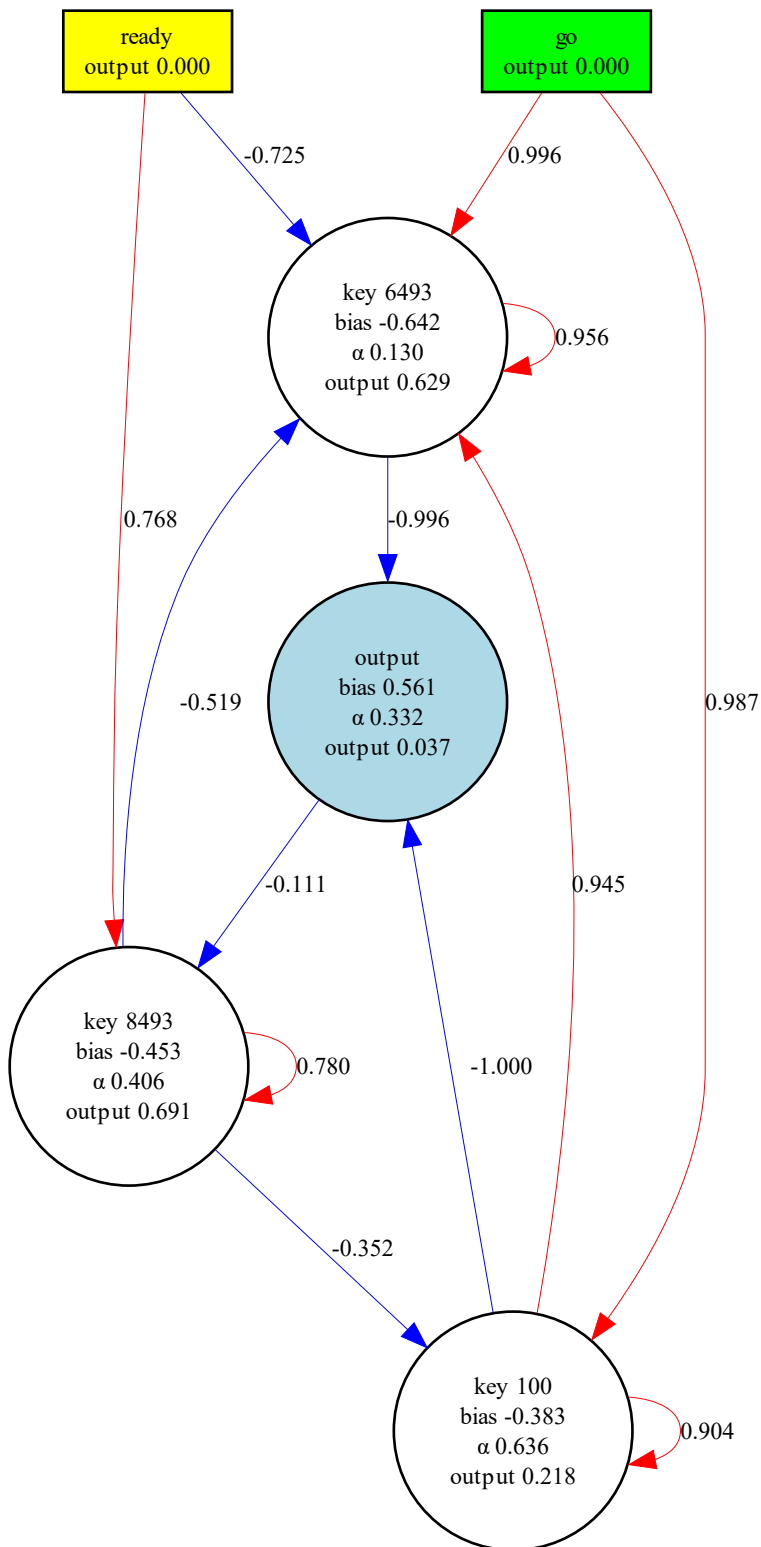 ready
output 0.000
go
output 0.000
-0.725
0.996
key 6493
bias -0.642
α 0.130
output 0.629
0.956
0.768
-0.996
-0.519
output
bias 0.561
α 0.332
output 0.037
0.987
-0.111
0.945
key 8493
bias -0.453
α 0.406
output 0.691
0.780
-1.000
-0.352
key 100
bias -0.383
α 0.636
output 0.218
0.904